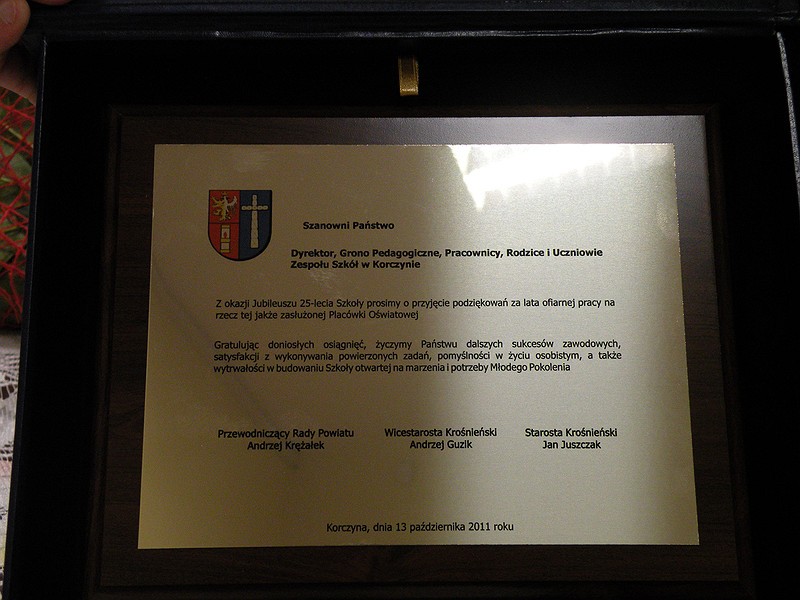 Szanowni Państwo
Dyrektor, Grono Pedagogiczne, Pracownicy, Rodzice i Uczniowie
Zespołu Szkół w Korczynie
Z okazji Jubileuszu 25-lecia Szkoły prosimy o przyjęcie podziękowań za lata ofiarnej pracy na
rzecz tej jakże zasłużonej Placówki Oświatowej
Gratulując doniosłych osiągnięć, życzymy Państwu dalszych sukcesów zawodowych,
satysfakcji z wykonywania powierzonych zadań, pomyślności w życiu osobistym, a także
wytrwałości w budowaniu Szkoły otwartej na marzenia i potrzeby Młodego Pokolenia
Przewodniczący Rady Powiatu Wicestarosta Krośnieński Starosta Krośnieński
Andrzej Krężałek Andrzej Guzik Jan Juszczak
Korczyna, dnia 13 października 2011 roku